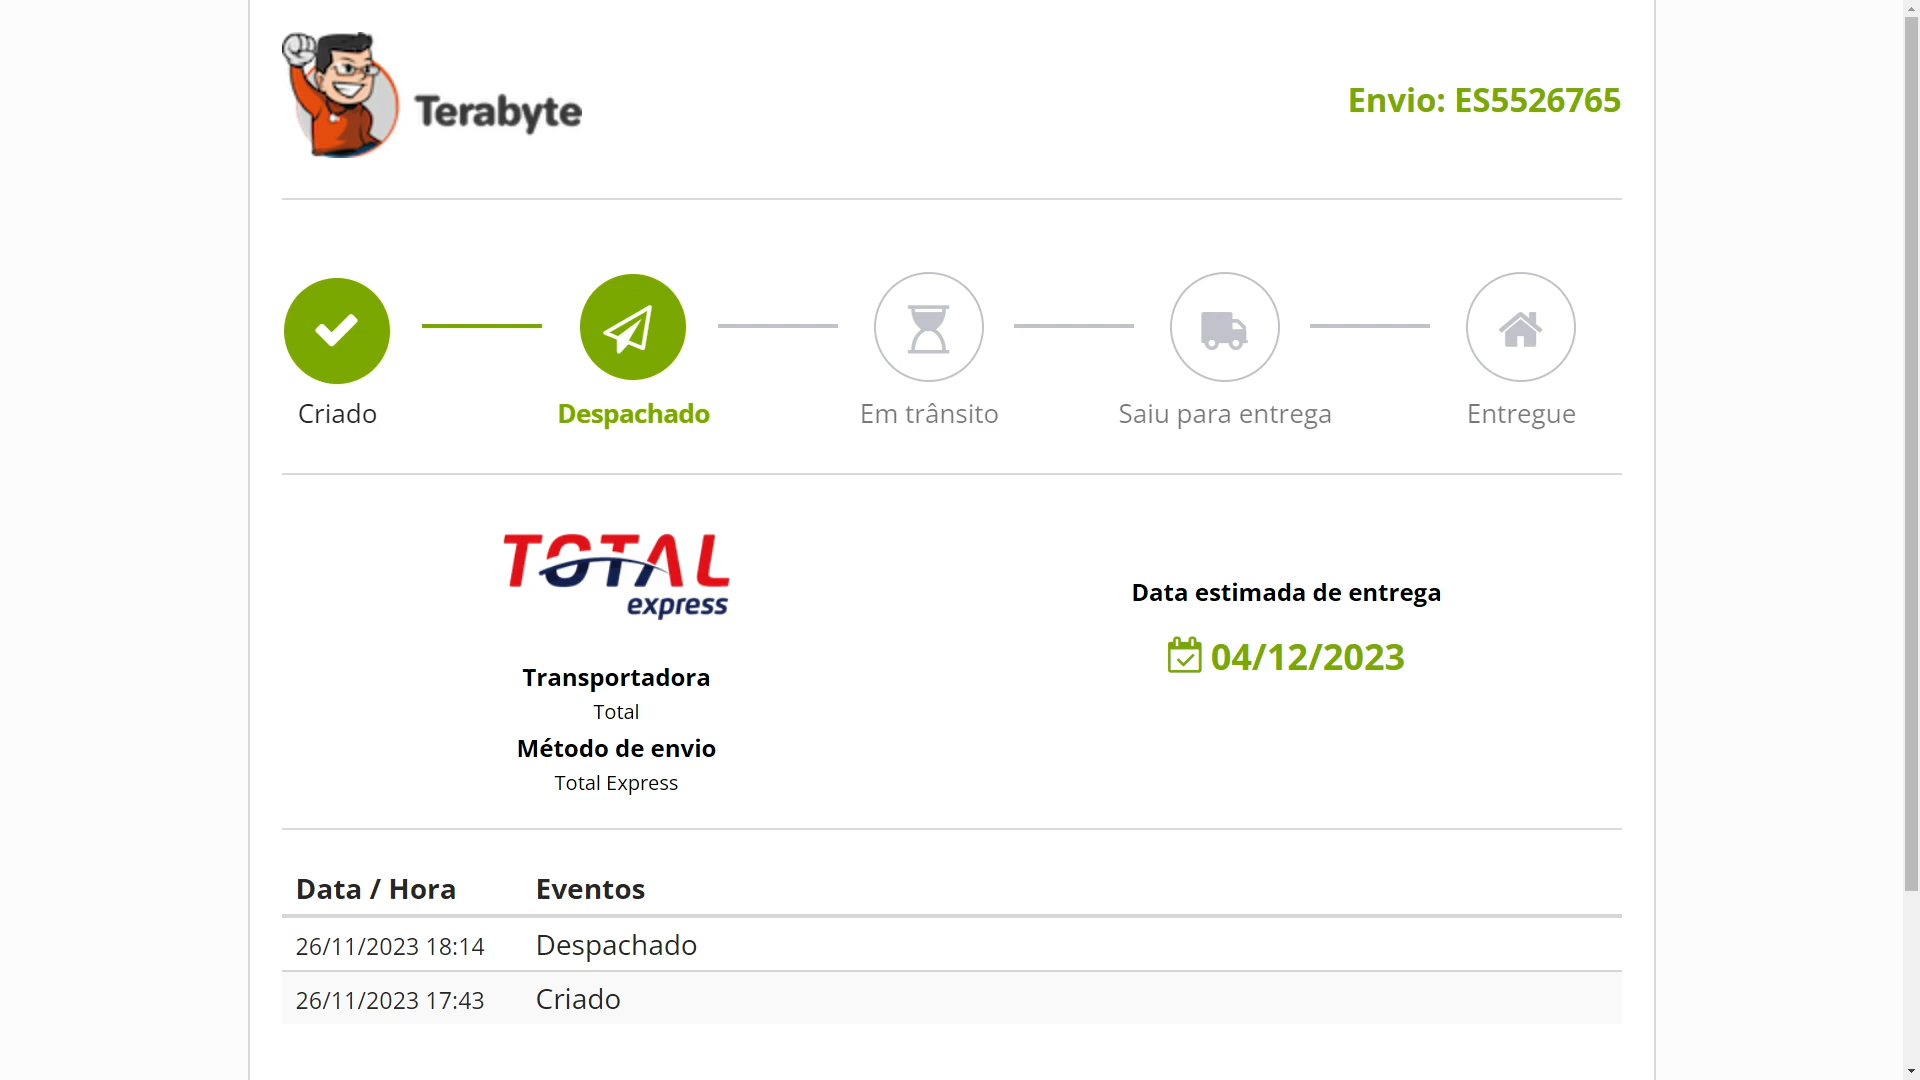 Terabyte
Envio: ES5526765
Criado
Despachado
Em trânsito
Saiu para entrega
Entregue
TOTAL
express
Transportadora
Total
Método de envio
Total Express
Data estimada de entrega
04/12/2023
Data / Hora Eventos
26/11/2023 18:14 Despachado
26/11/2023 17:43 Criado